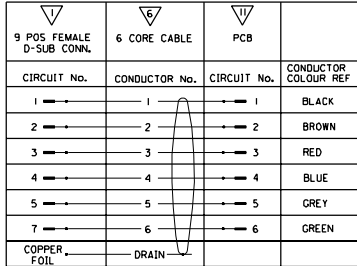 1 6 11
9 POS FEMALE D-SUB CONN. 6 CORE CABLE PCB
CIRCUIT No. CONDUCTOR No. CIRCUIT No. CONDUCTOR COLOUR REF
1 1 1 BLACK
2 2 2 BROWN
3 3 3 RED
4 4 4 BLUE
5 5 5 GREY
7 6 6 GREEN
COPPER FOIL DRAIN